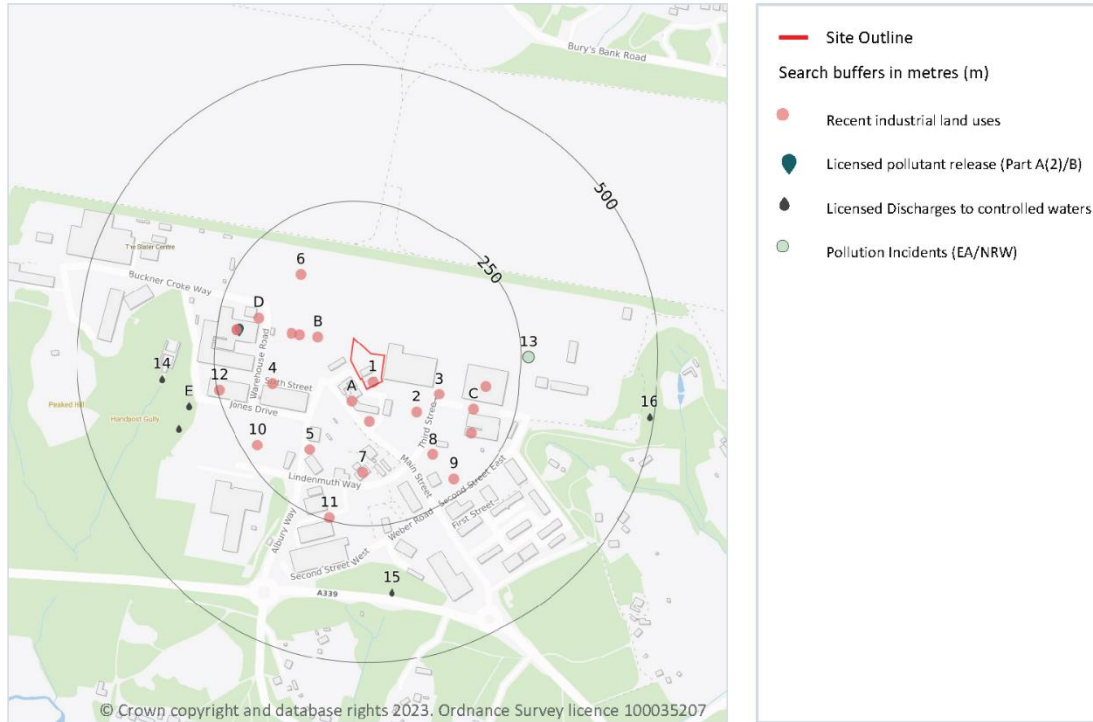 Bury's Bank Road
500
The Slater Centre
250
6
Buckner Croke Way
D
B
13
14
Warehouse Road
1
12
4
Sixth Street
3
E
A
C
16
2
Peaked Hill
Handpost Gully
Jones Drive
Third Street
10
5
8
Main Street
7
9
Lindenmuth Way
Second Street East
11
Albury Way
Weber Road
First Street
Second Street West
15
A339
© Crown copyright and database rights 2023. Ordnance Survey licence 100035207
Site Outline
Search buffers in metres (m)
Recent industrial land uses
Licensed pollutant release (Part A(2)/B)
Licensed Discharges to controlled waters
Pollution Incidents (EA/NRW)